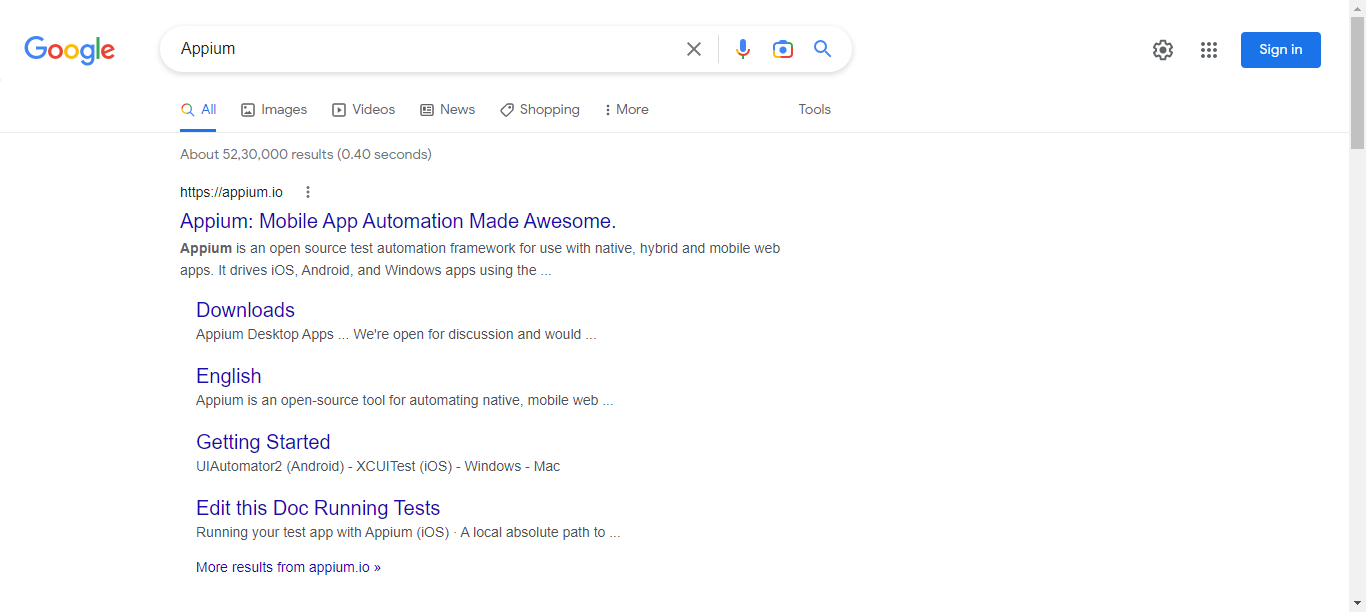 Google
Appium
Sign in
All Images Videos News Shopping More Tools
About 52,30,000 results (0.40 seconds)
https://appium.io
Appium: Mobile App Automation Made Awesome.
Appium is an open source test automation framework for use with native, hybrid and mobile web
apps. It drives iOS, Android, and Windows apps using the ...
Downloads
Appium Desktop Apps ... We're open for discussion and would ...
English
Appium is an open-source tool for automating native, mobile web ...
Getting Started
UIAutomator2 (Android) - XCUITest (iOS) - Windows - Mac
Edit this Doc Running Tests
Running your test app with Appium (iOS) · A local absolute path to ...
More results from appium.io »